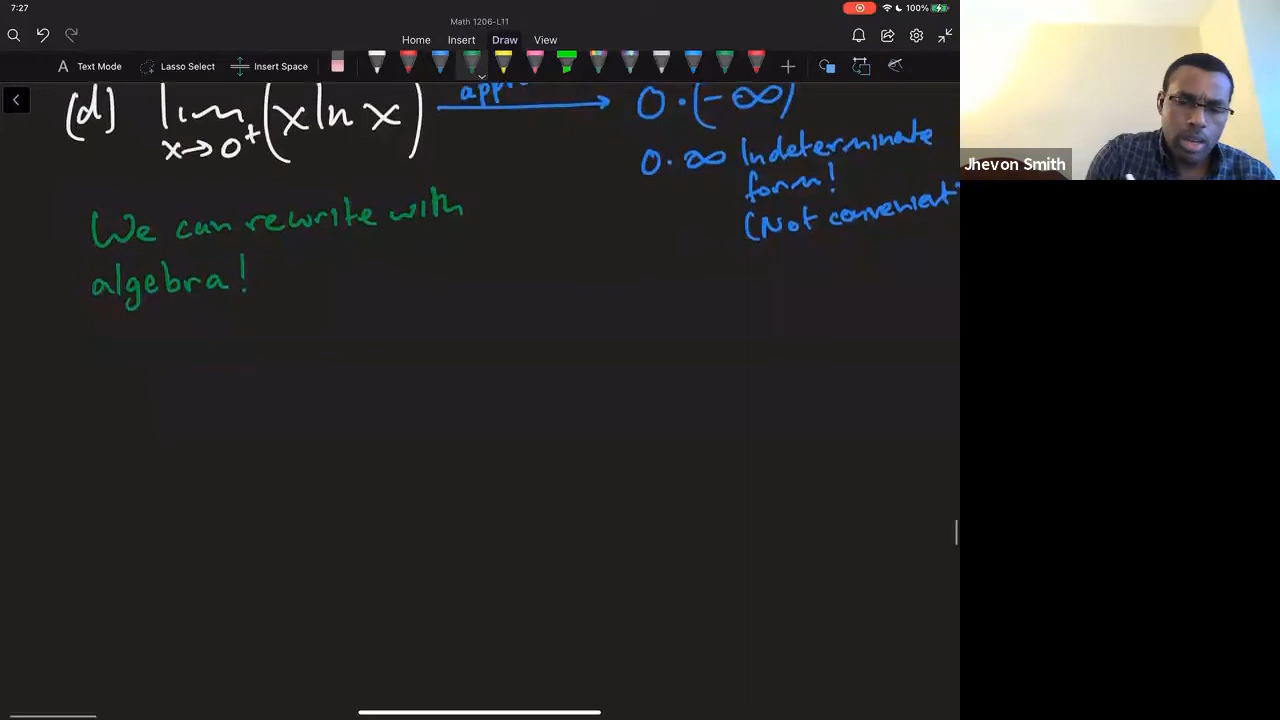 7:27
100%
Math 1206-L11
Home Insert Draw View
Text Mode Lasso Select Insert Space
(d) lim (x ln x) 0·(-∞)
x→0⁺
0·∞ Indeterminate
form!
(Not convenient
We can rewrite with
algebra!
Jhevon Smith